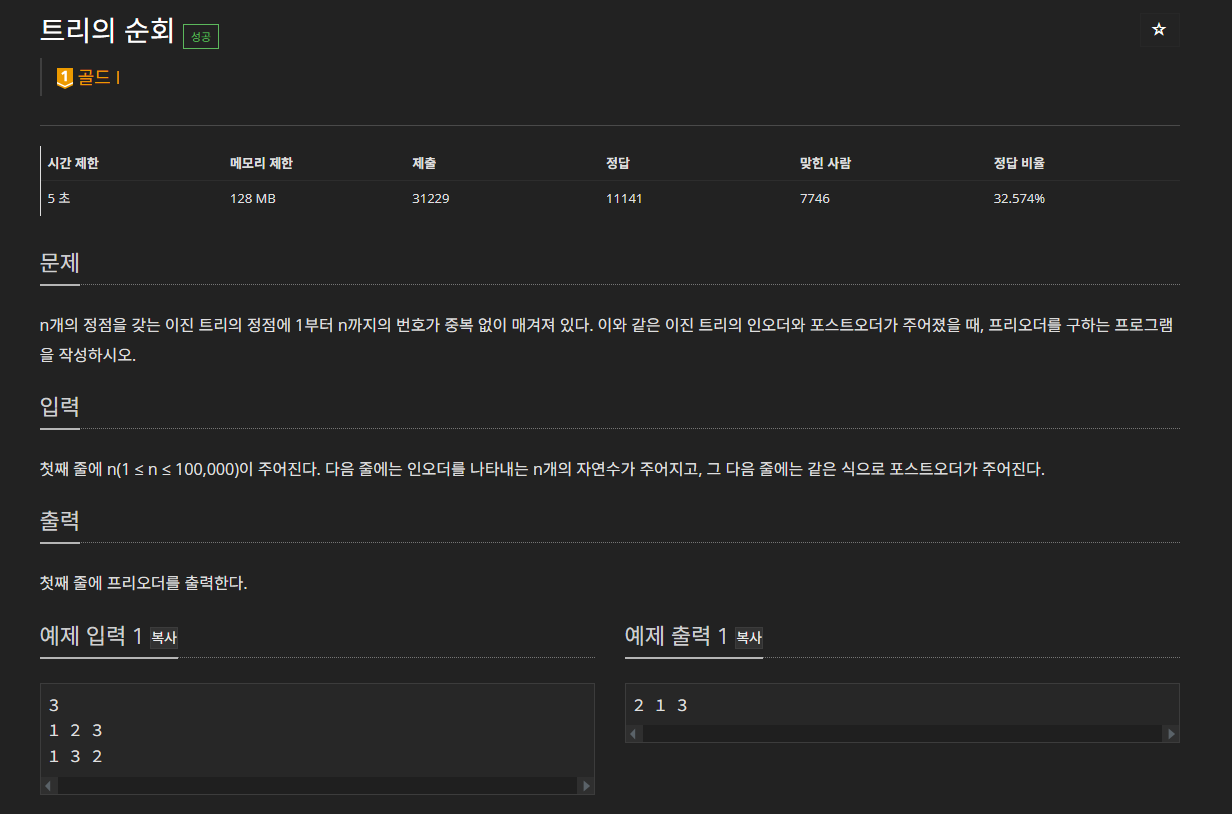 트리의 순회 성공
☆
1 골드 I
시간 제한 메모리 제한 제출 정답 맞힌 사람 정답 비율
5 초 128 MB 31229 11141 7746 32.574%
문제
n개의 정점을 갖는 이진 트리의 정점에 1부터 n까지의 번호가 중복 없이 매겨져 있다. 이와 같은 이진 트리의 인오더와 포스트오더가 주어졌을 때, 프리오더를 구하는 프로그램
을 작성하시오.
입력
첫째 줄에 n(1 ≤ n ≤ 100,000)이 주어진다. 다음 줄에는 인오더를 나타내는 n개의 자연수가 주어지고, 그 다음 줄에는 같은 식으로 포스트오더가 주어진다.
출력
첫째 줄에 프리오더를 출력한다.
예제 입력 1 복사
3
1 2 3
1 3 2
예제 출력 1 복사
2 1 3